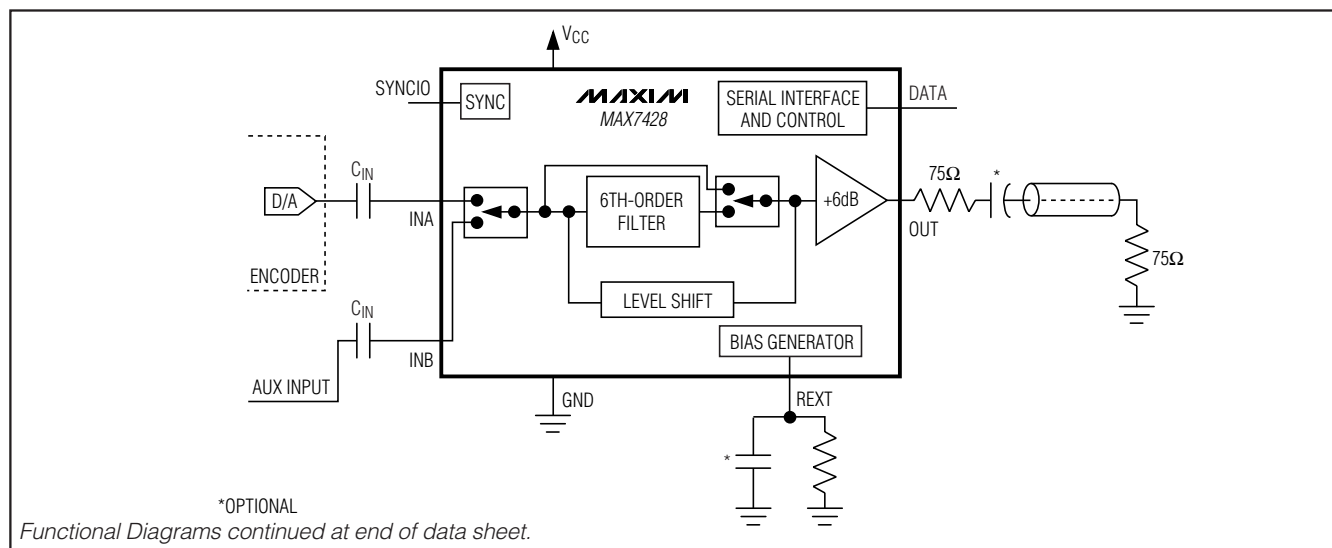 VCC
SYNCIO
SYNC
MAXIM
MAX7428
SERIAL INTERFACE
AND CONTROL
DATA
D/A
CIN
INA
ENCODER
6TH-ORDER
FILTER
+6dB
75Ω
*
OUT
75Ω
LEVEL SHIFT
CIN
INB
AUX INPUT
BIAS GENERATOR
GND
REXT
*
*OPTIONAL
Functional Diagrams continued at end of data sheet.